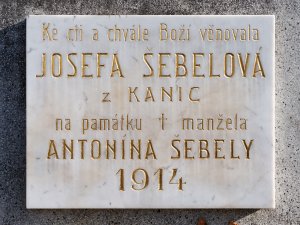 Ke cti a chvále Boží věnovala
JOSEFA ŠEBELOVÁ
z KANIC
na památku † manžela
ANTONÍNA ŠEBELY
1914